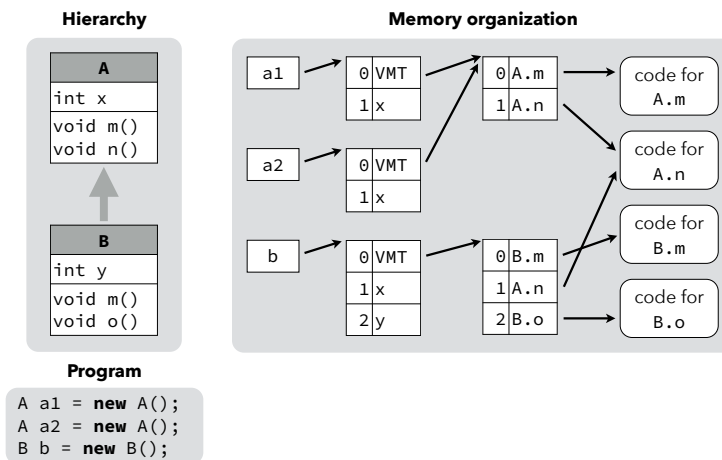 Hierarchy
A
int x
void m()
void n()
B
int y
void m()
void o()
Program
A a1 = new A();
A a2 = new A();
B b = new B();
Memory organization
a1
0 VMT
1 x
0 A.m
1 A.n
code for
A.m
a2
0 VMT
1 x
code for
A.n
b
0 VMT
1 x
2 y
0 B.m
1 A.n
2 B.o
code for
B.m
code for
B.o